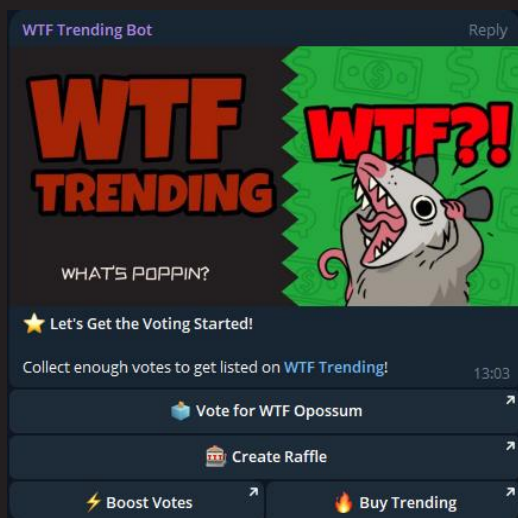 WTF Trending Bot
Reply
WTF
TRENDING
WHAT'S POPPIN?
WTF?!
⭐ Let's Get the Voting Started!
Collect enough votes to get listed on WTF Trending!
13:03
🗳️ Vote for WTF Opossum
🎰 Create Raffle
⚡ Boost Votes
🔥 Buy Trending